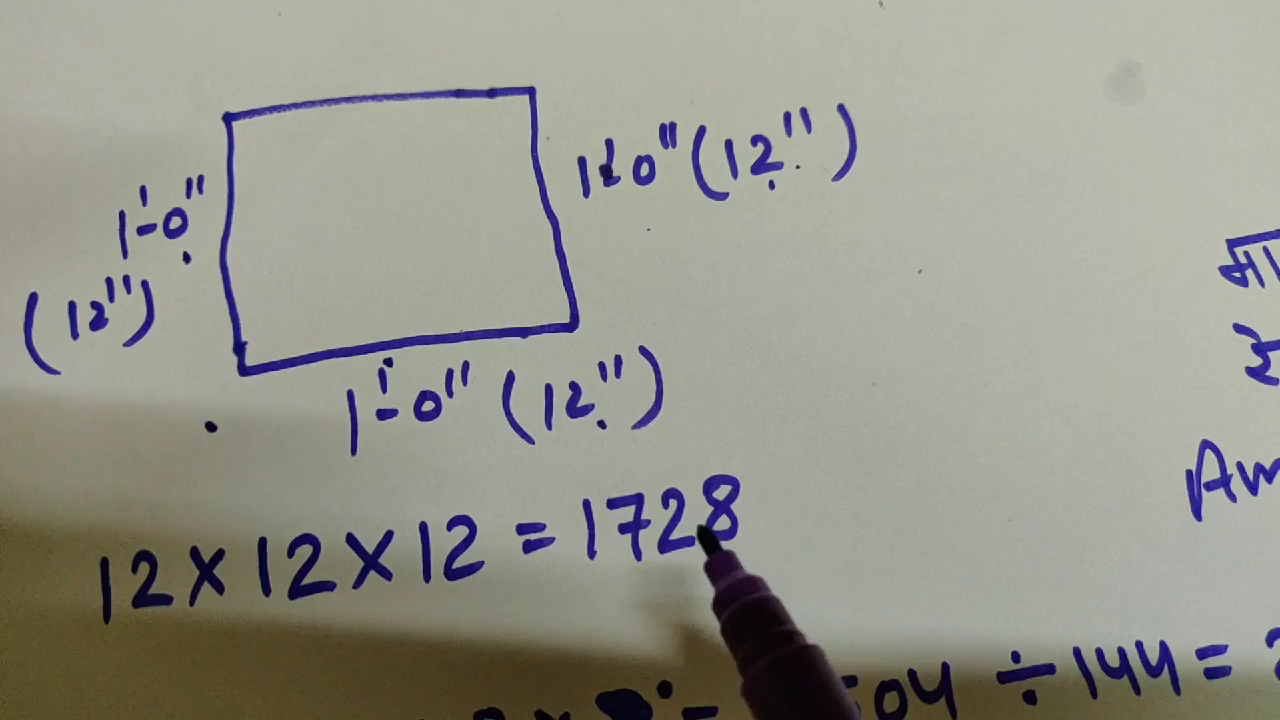 1'-0" (12")
1'-0"
(12")
1'-0" (12")
12 × 12 × 12 = 1728
÷ 144 =